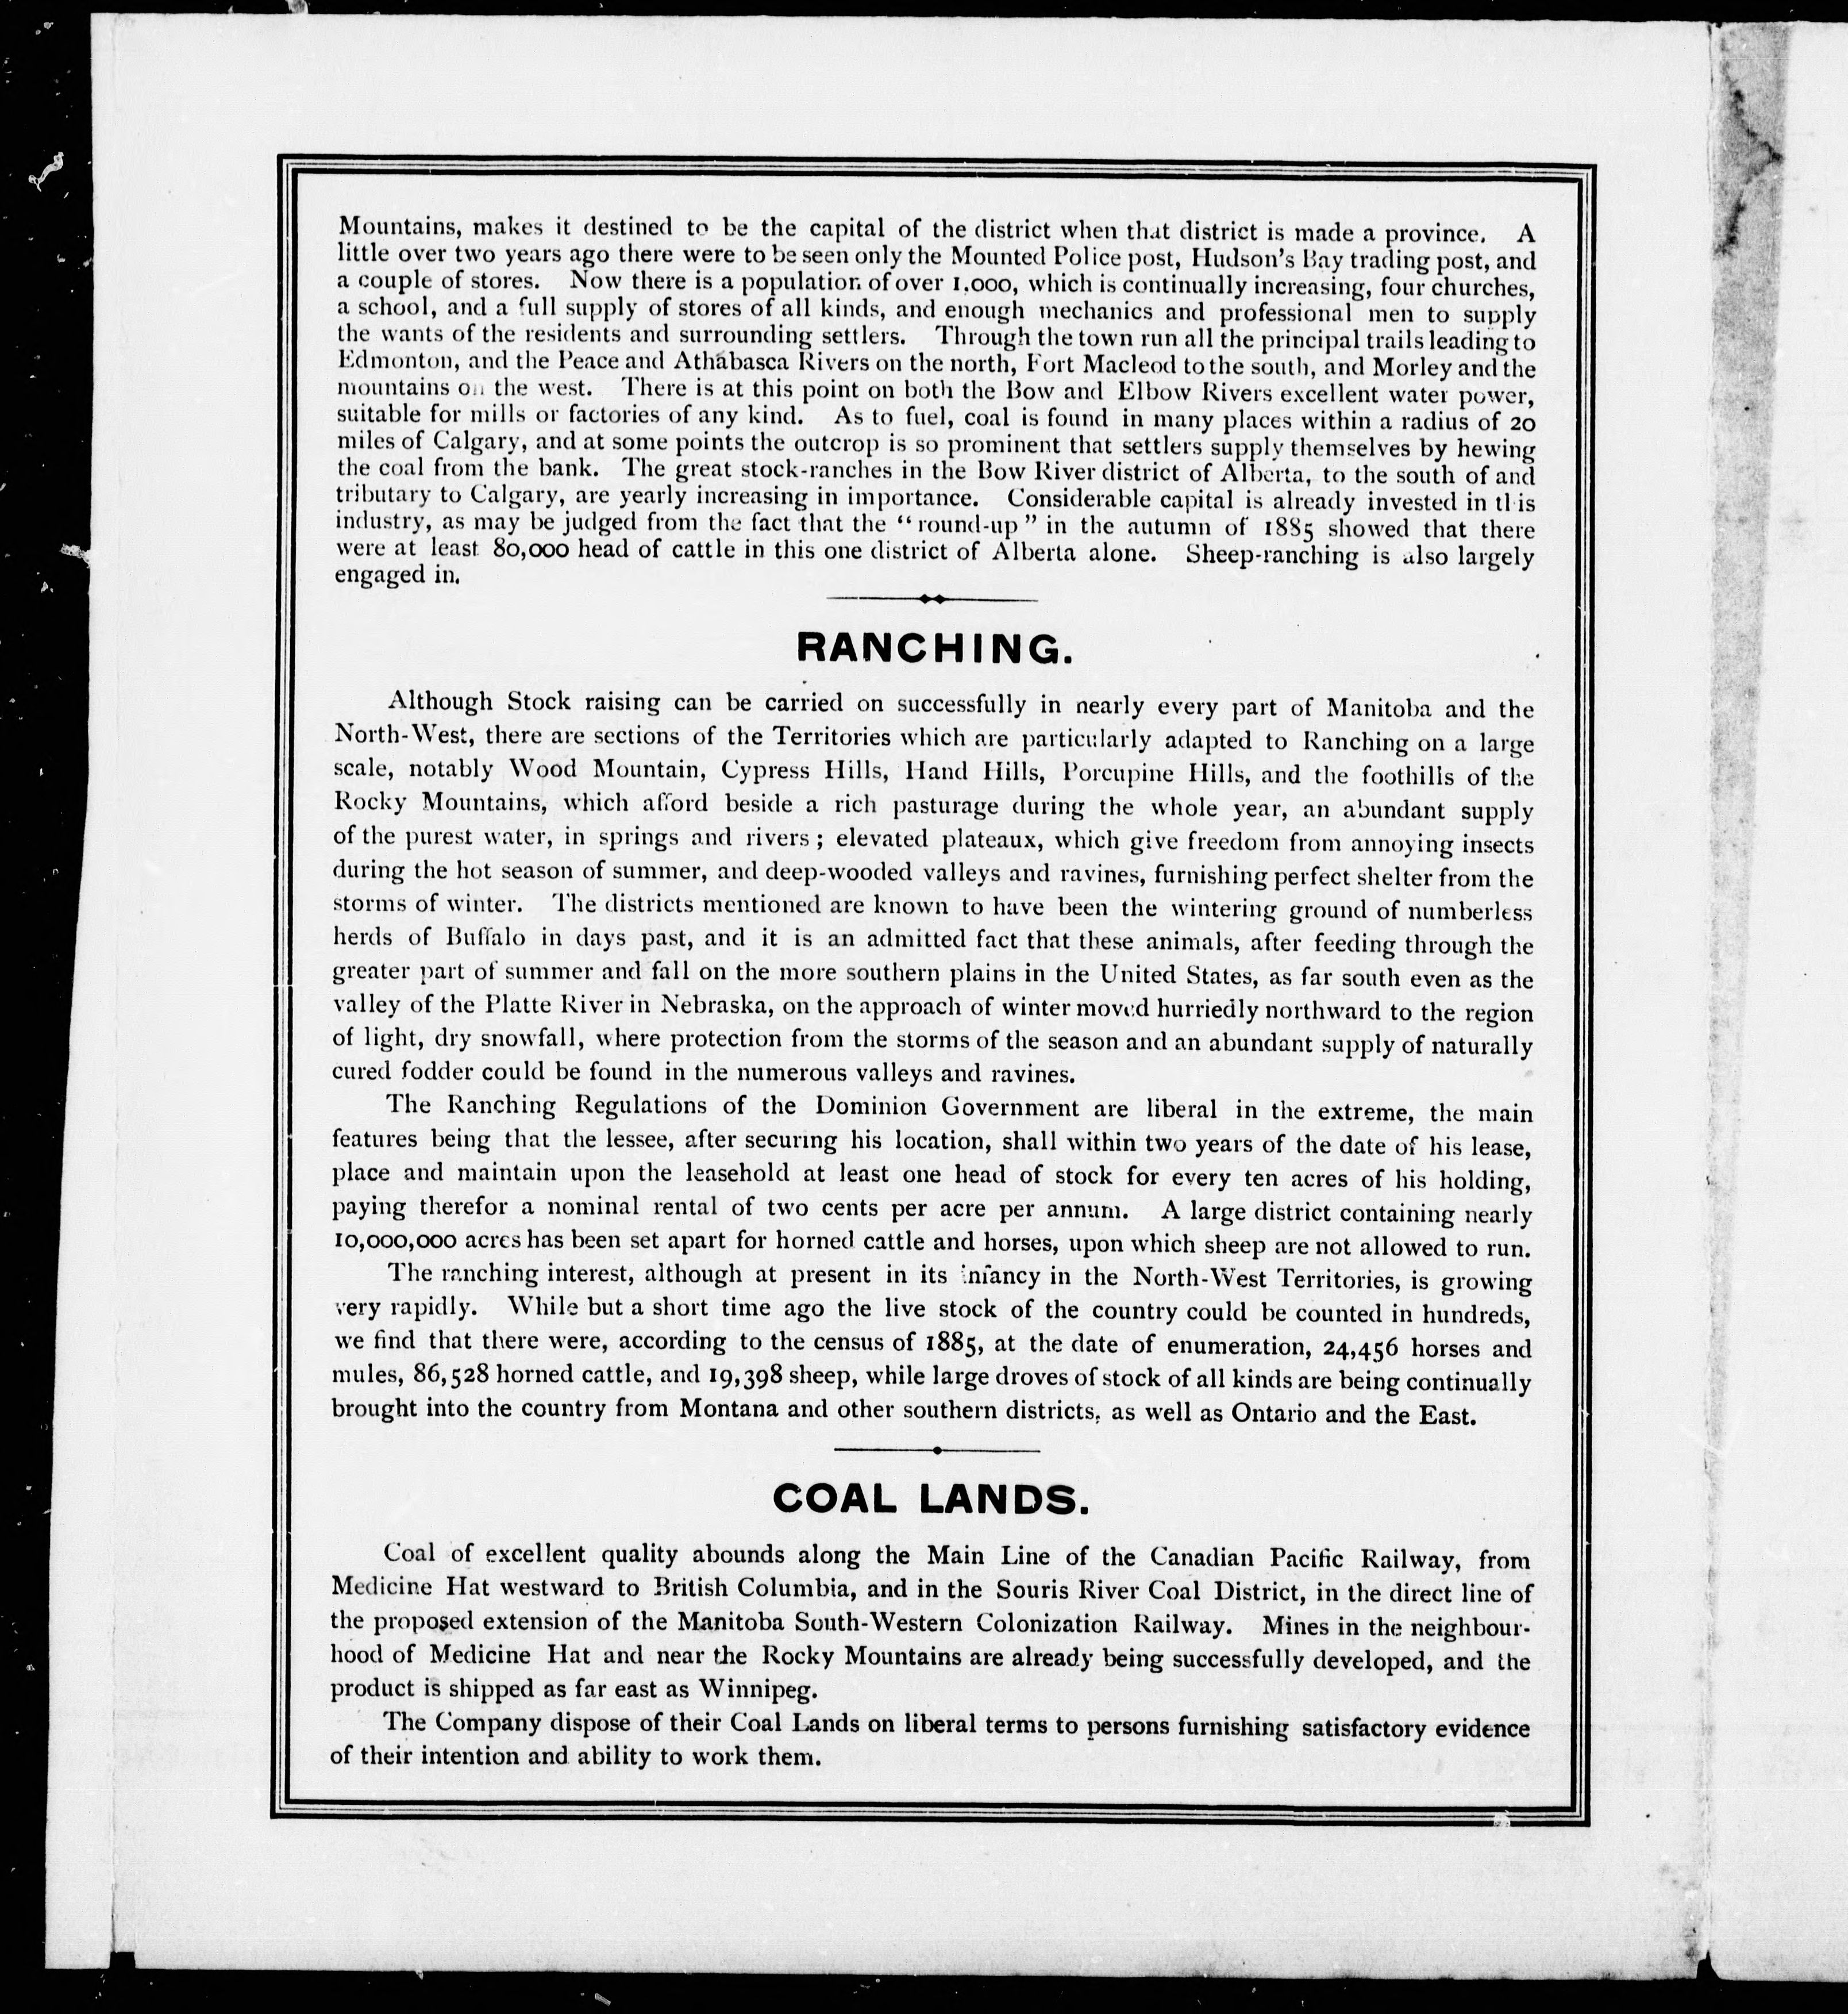 Mountains, makes it destined to be the capital of the district when that district is made a province. A
little over two years ago there were to be seen only the Mounted Police post, Hudson's Bay trading post, and
a couple of stores. Now there is a population of over 1,000, which is continually increasing, four churches,
a school, and a full supply of stores of all kinds, and enough mechanics and professional men to supply
the wants of the residents and surrounding settlers. Through the town run all the principal trails leading to
Edmonton, and the Peace and Athabasca Rivers on the north, Fort Macleod to the south, and Morley and the
mountains on the west. There is at this point on both the Bow and Elbow Rivers excellent water power,
suitable for mills or factories of any kind. As to fuel, coal is found in many places within a radius of 20
miles of Calgary, and at some points the outcrop is so prominent that settlers supply themselves by hewing
the coal from the bank. The great stock-ranches in the Bow River district of Alberta, to the south of and
tributary to Calgary, are yearly increasing in importance. Considerable capital is already invested in this
industry, as may be judged from the fact that the "round-up" in the autumn of 1885 showed that there
were at least 80,000 head of cattle in this one district of Alberta alone. Sheep-ranching is also largely
engaged in.
RANCHING.
Although Stock raising can be carried on successfully in nearly every part of Manitoba and the
North-West, there are sections of the Territories which are particularly adapted to Ranching on a large
scale, notably Wood Mountain, Cypress Hills, Hand Hills, Porcupine Hills, and the foothills of the
Rocky Mountains, which afford beside a rich pasturage during the whole year, an abundant supply
of the purest water, in springs and rivers; elevated plateaux, which give freedom from annoying insects
during the hot season of summer, and deep-wooded valleys and ravines, furnishing perfect shelter from the
storms of winter. The districts mentioned are known to have been the wintering ground of numberless
herds of Buffalo in days past, and it is an admitted fact that these animals, after feeding through the
greater part of summer and fall on the more southern plains in the United States, as far south even as the
valley of the Platte River in Nebraska, on the approach of winter moved hurriedly northward to the region
of light, dry snowfall, where protection from the storms of the season and an abundant supply of naturally
cured fodder could be found in the numerous valleys and ravines.
The Ranching Regulations of the Dominion Government are liberal in the extreme, the main
features being that the lessee, after securing his location, shall within two years of the date of his lease,
place and maintain upon the leasehold at least one head of stock for every ten acres of his holding,
paying therefor a nominal rental of two cents per acre per annum. A large district containing nearly
10,000,000 acres has been set apart for horned cattle and horses, upon which sheep are not allowed to run.
The ranching interest, although at present in its infancy in the North-West Territories, is growing
very rapidly. While but a short time ago the live stock of the country could be counted in hundreds,
we find that there were, according to the census of 1885, at the date of enumeration, 24,456 horses and
mules, 86,528 horned cattle, and 19,398 sheep, while large droves of stock of all kinds are being continually
brought into the country from Montana and other southern districts, as well as Ontario and the East.
COAL LANDS.
Coal of excellent quality abounds along the Main Line of the Canadian Pacific Railway, from
Medicine Hat westward to British Columbia, and in the Souris River Coal District, in the direct line of
the proposed extension of the Manitoba South-Western Colonization Railway. Mines in the neighbour-
hood of Medicine Hat and near the Rocky Mountains are already being successfully developed, and the
product is shipped as far east as Winnipeg.
The Company dispose of their Coal Lands on liberal terms to persons furnishing satisfactory evidence
of their intention and ability to work them.